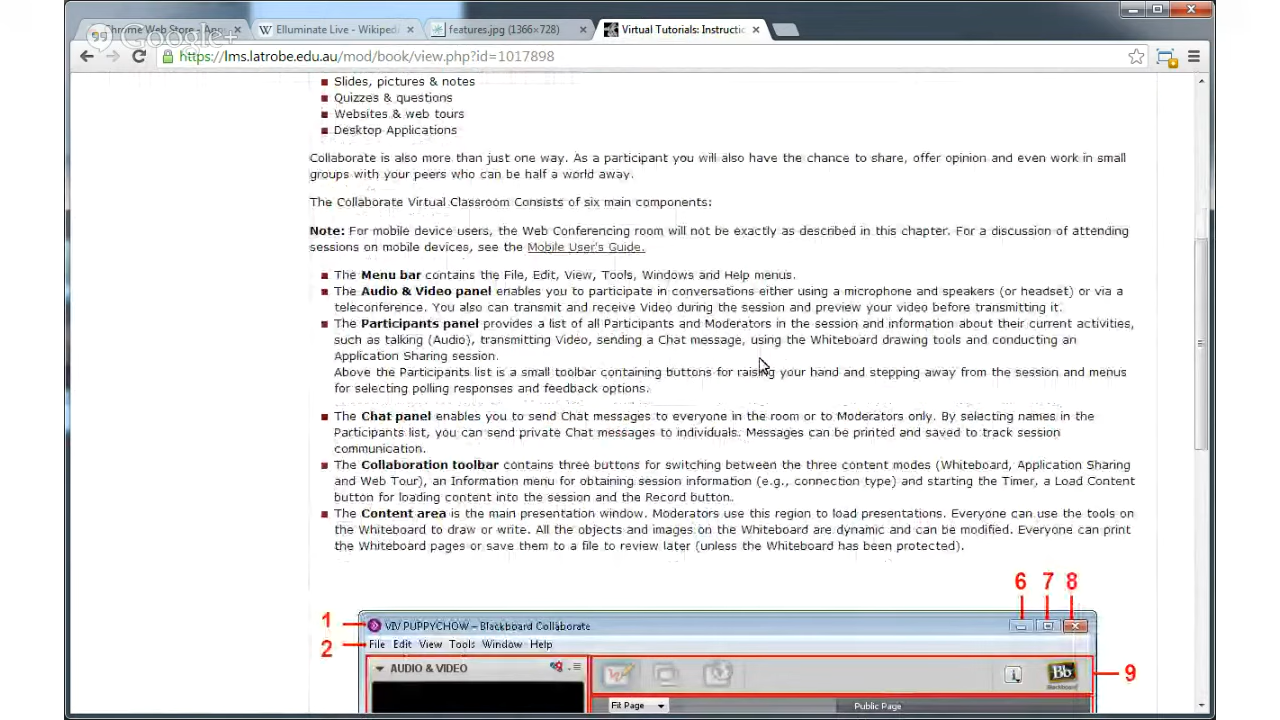 Chrome Web Store - App
Elluminate Live - Wikiped
features.jpg (1366×728)
Virtual Tutorials: Instructic
Google+
https://lms.latrobe.edu.au/mod/book/view.php?id=1017898
Slides, pictures & notes
Quizzes & questions
Websites & web tours
Desktop Applications
Collaborate is also more than just one way. As a participant you will also have the chance to share, offer opinion and even work in small
groups with your peers who can be half a world away.
The Collaborate Virtual Classroom Consists of six main components:
Note: For mobile device users, the Web Conferencing room will not be exactly as described in this chapter. For a discussion of attending
sessions on mobile devices, see the Mobile User's Guide.
The Menu bar contains the File, Edit, View, Tools, Windows and Help menus.
The Audio & Video panel enables you to participate in conversations either using a microphone and speakers (or headset) or via a
teleconference. You also can transmit and receive Video during the session and preview your video before transmitting it.
The Participants panel provides a list of all Participants and Moderators in the session and information about their current activities,
such as talking (Audio), transmitting Video, sending a Chat message, using the Whiteboard drawing tools and conducting an
Application Sharing session.
Above the Participants list is a small toolbar containing buttons for raising your hand and stepping away from the session and menus
for selecting polling responses and feedback options.
The Chat panel enables you to send Chat messages to everyone in the room or to Moderators only. By selecting names in the
Participants list, you can send private Chat messages to individuals. Messages can be printed and saved to track session
communication.
The Collaboration toolbar contains three buttons for switching between the three content modes (Whiteboard, Application Sharing
and Web Tour), an Information menu for obtaining session information (e.g., connection type) and starting the Timer, a Load Content
button for loading content into the session and the Record button.
The Content area is the main presentation window. Moderators use this region to load presentations. Everyone can use the tools on
the Whiteboard to draw or write. All the objects and images on the Whiteboard are dynamic and can be modified. Everyone can print
the Whiteboard pages or save them to a file to review later (unless the Whiteboard has been protected).
6 7 8
1 VIV PUPPYCHOW – Blackboard Collaborate
2 File Edit View Tools Window Help
AUDIO & VIDEO
Bb
Blackboard
9
Fit Page
Public Page